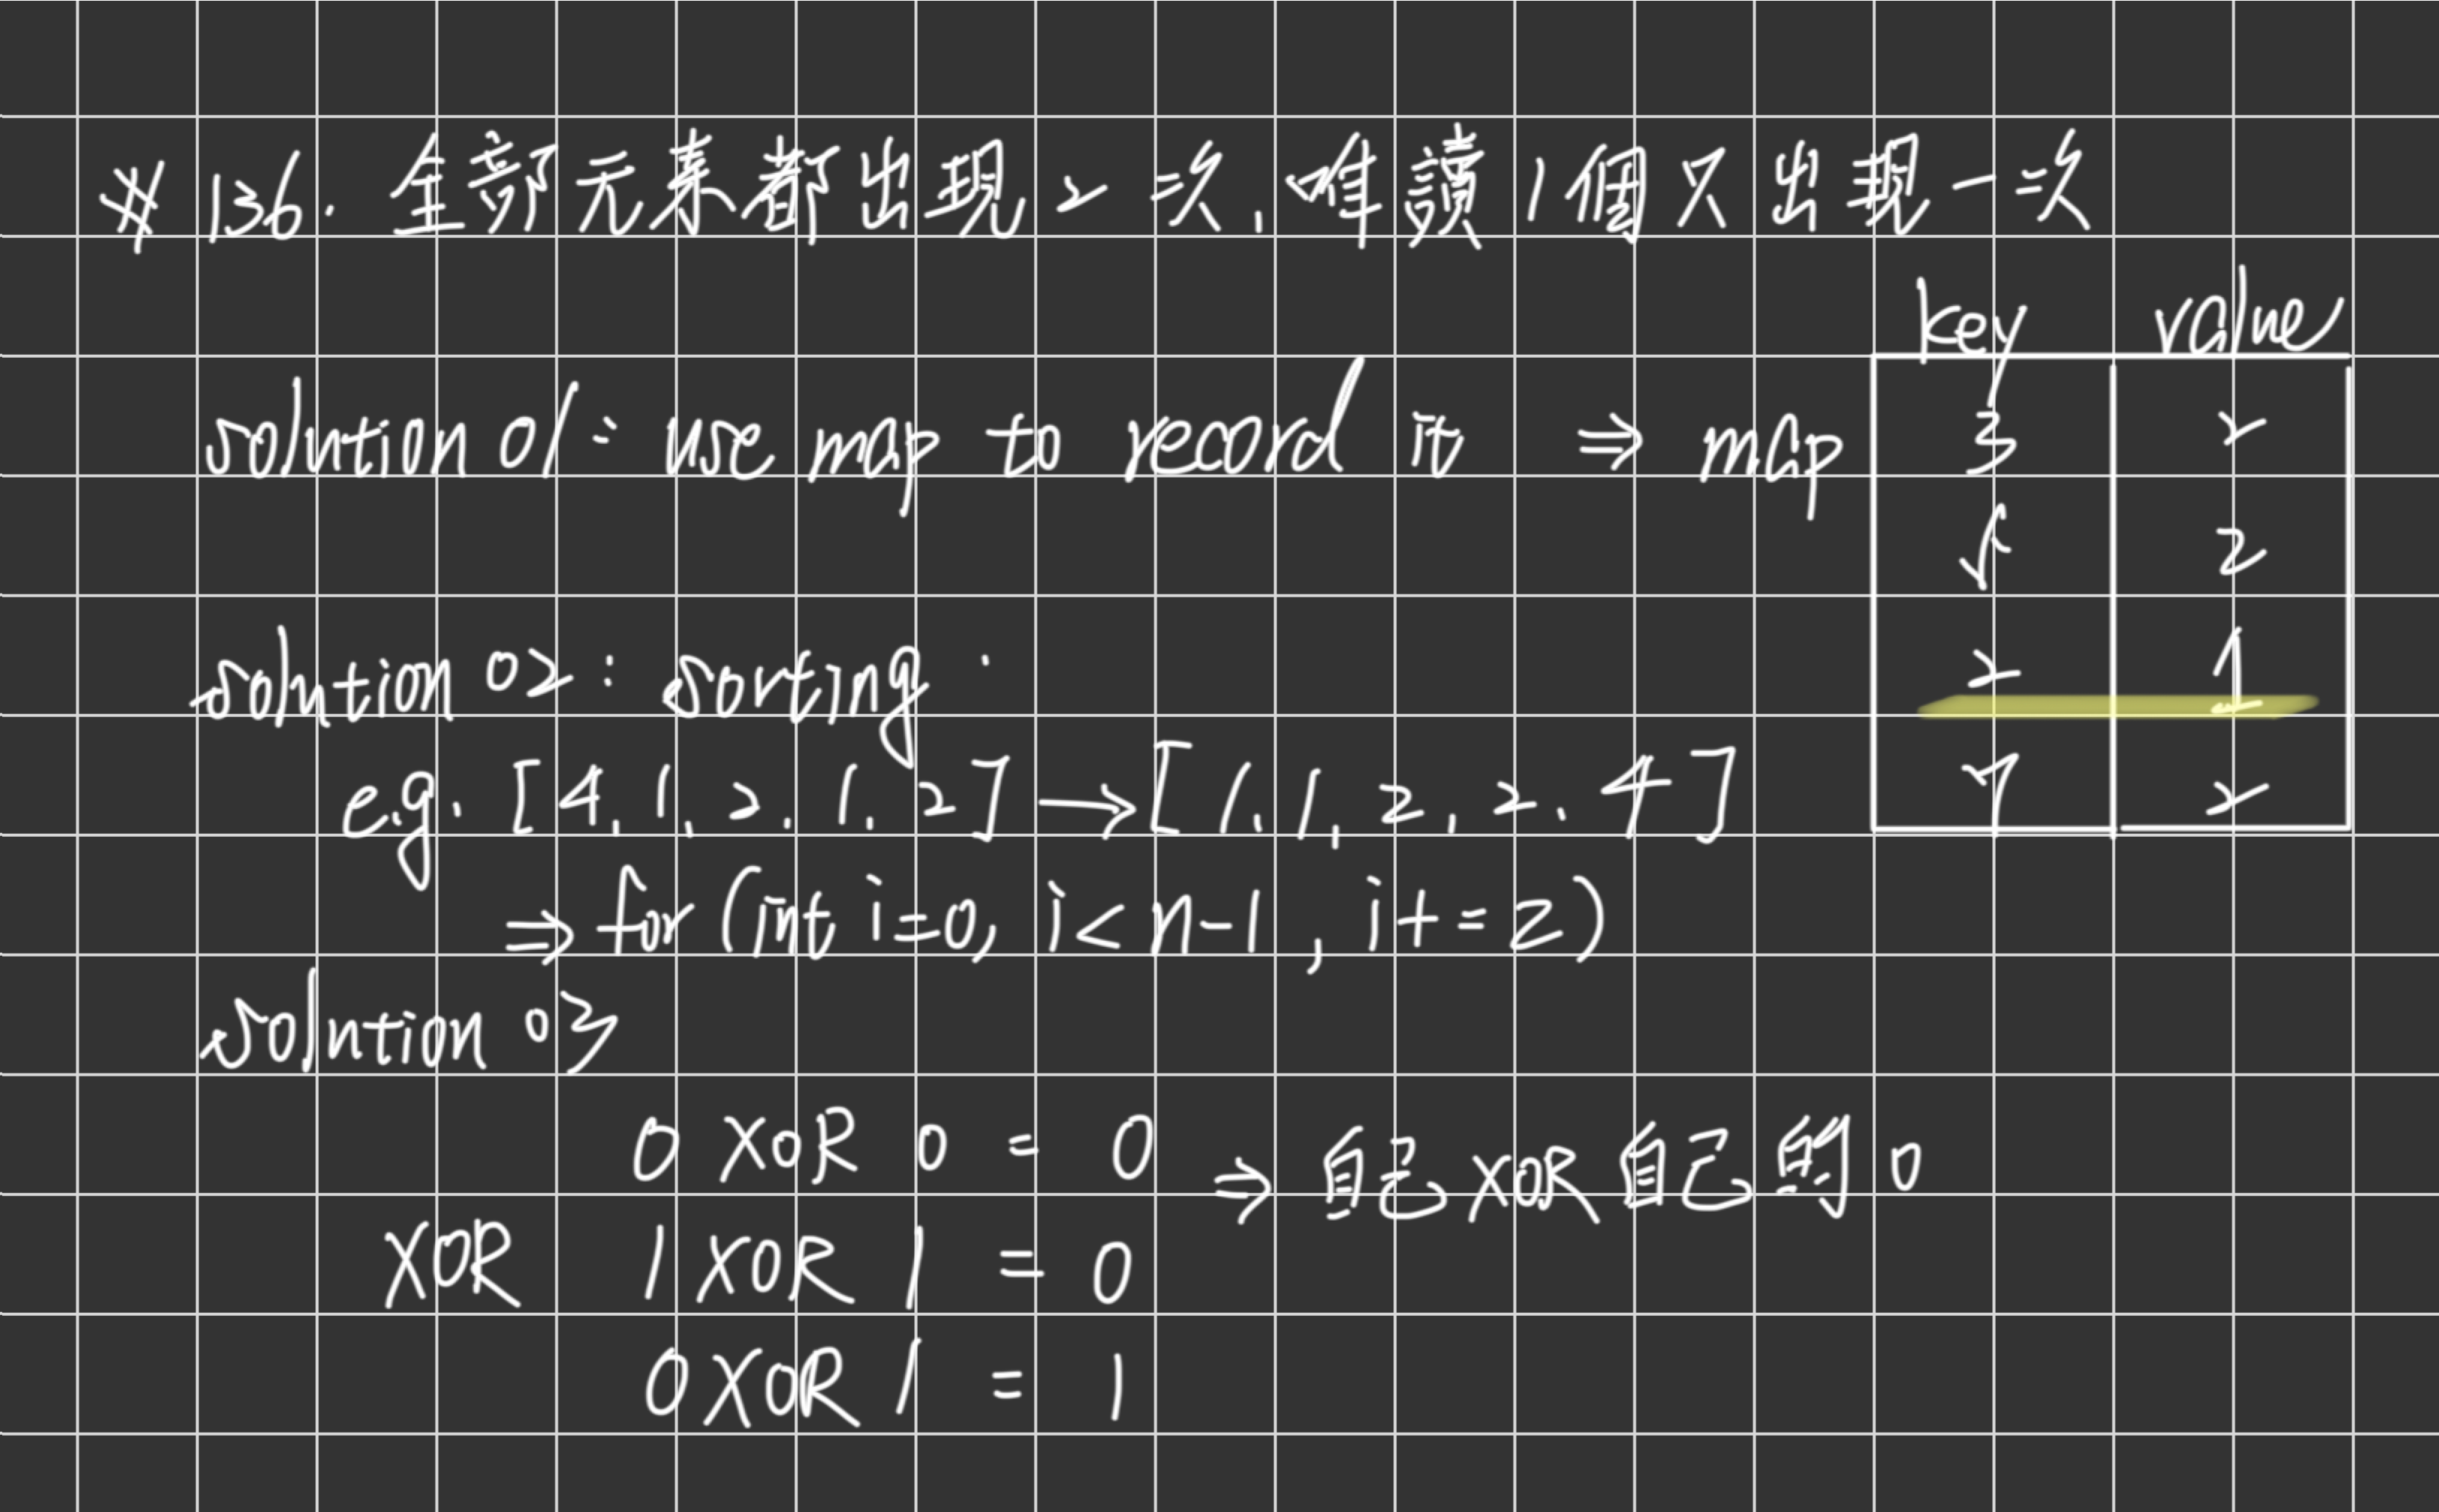 #136. 全部元素都出現2次, 唯讀1個只出現一次
key value
solution 01: use map to record it ⇒ map
3 2
5 2
2 1
7 2
solution 02: sorting.
e.g. [4, 1, 2, 1, 2] → [1, 1, 2, 2, 4]
⇒ for (int i=0, i<n-1, i+=2)
solution 03
0 XOR 0 = 0 ⇒ 自己XOR自己的 0
XOR 1 XOR 1 = 0
0 XOR 1 = 1